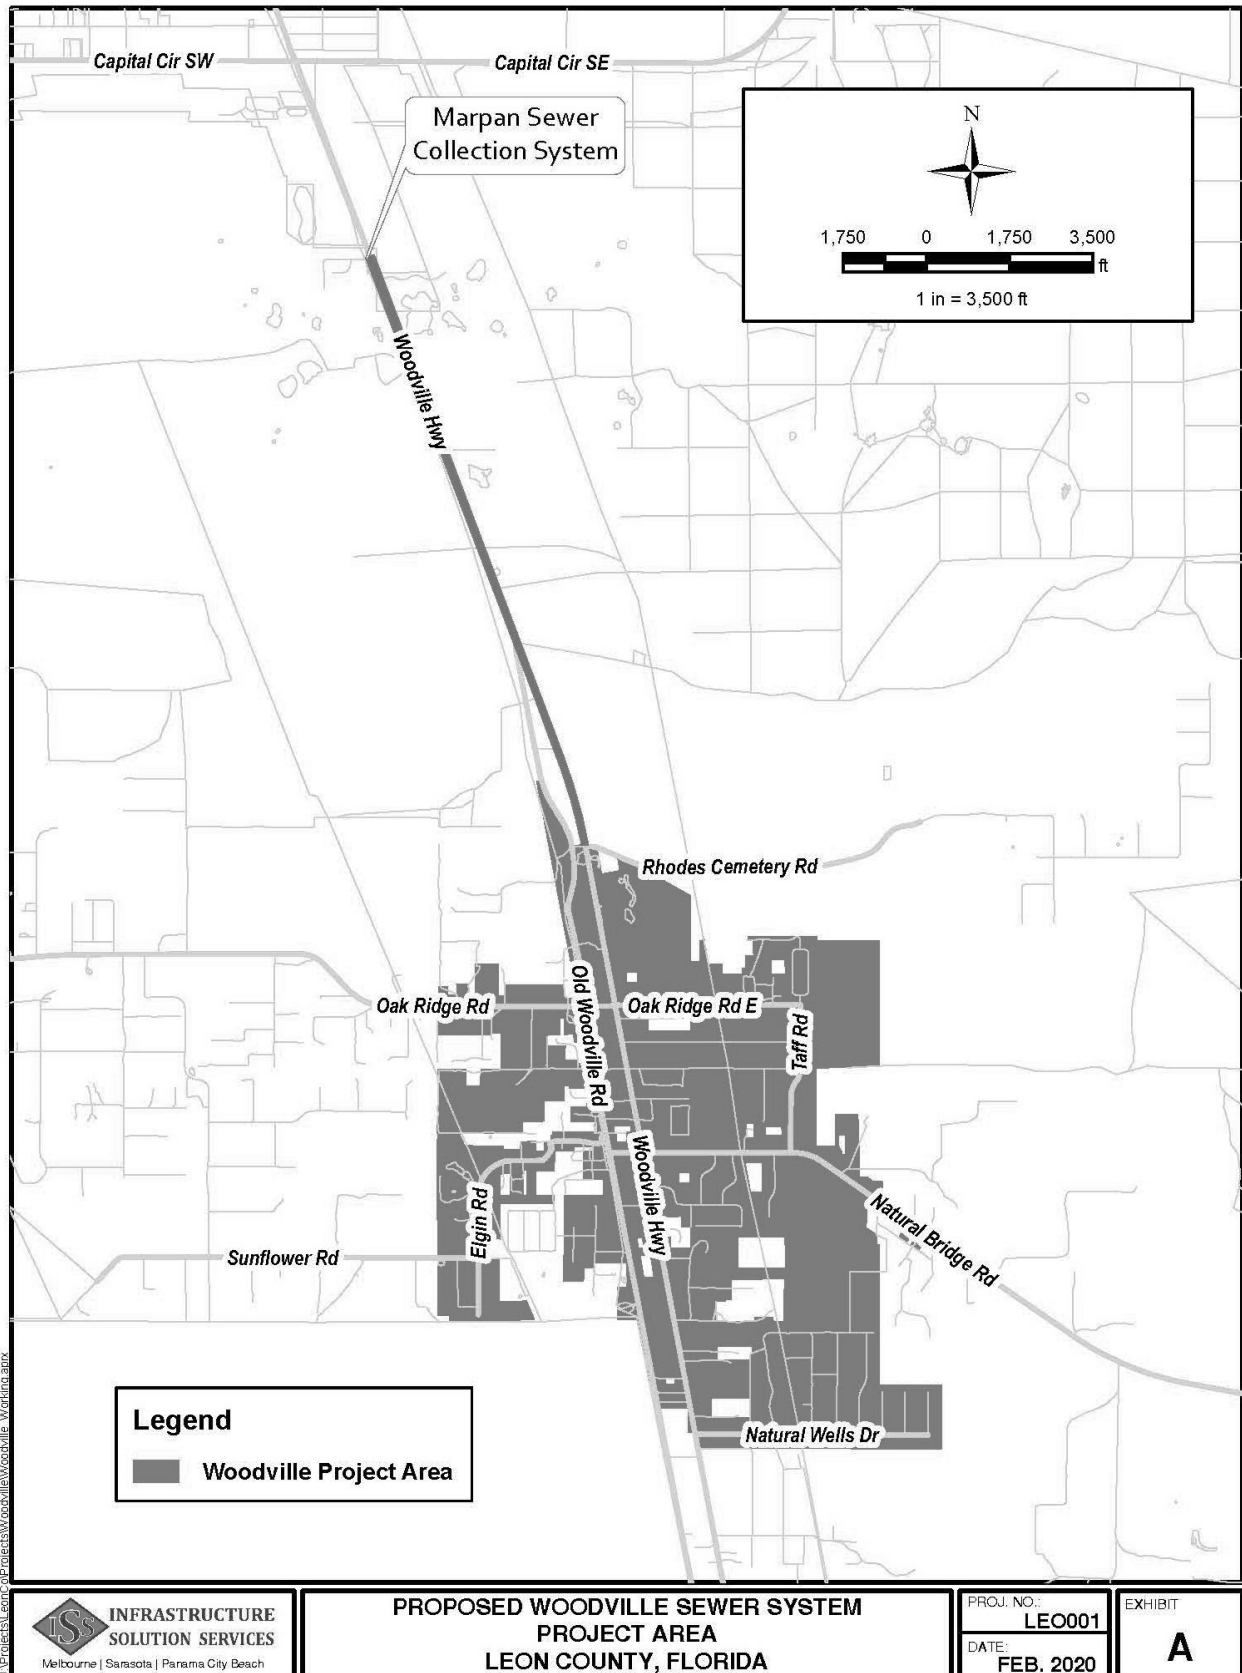 Capital Cir SW
Capital Cir SE
Marpan Sewer
Collection System
N
1,750 0 1,750 3,500
ft
1 in = 3,500 ft
Woodville Hwy
Rhodes Cemetery Rd
Oak Ridge Rd
Old Woodville Rd
Oak Ridge Rd E
Taff Rd
Woodville Hwy
Elgin Rd
Natural Bridge Rd
Sunflower Rd
Natural Wells Dr
Legend
Woodville Project Area
ISS
INFRASTRUCTURE
SOLUTION SERVICES
Melbourne | Sarasota | Panama City Beach
PROPOSED WOODVILLE SEWER SYSTEM
PROJECT AREA
LEON COUNTY, FLORIDA
PROJ. NO.:
LEO001
DATE:
FEB. 2020
EXHIBIT
A